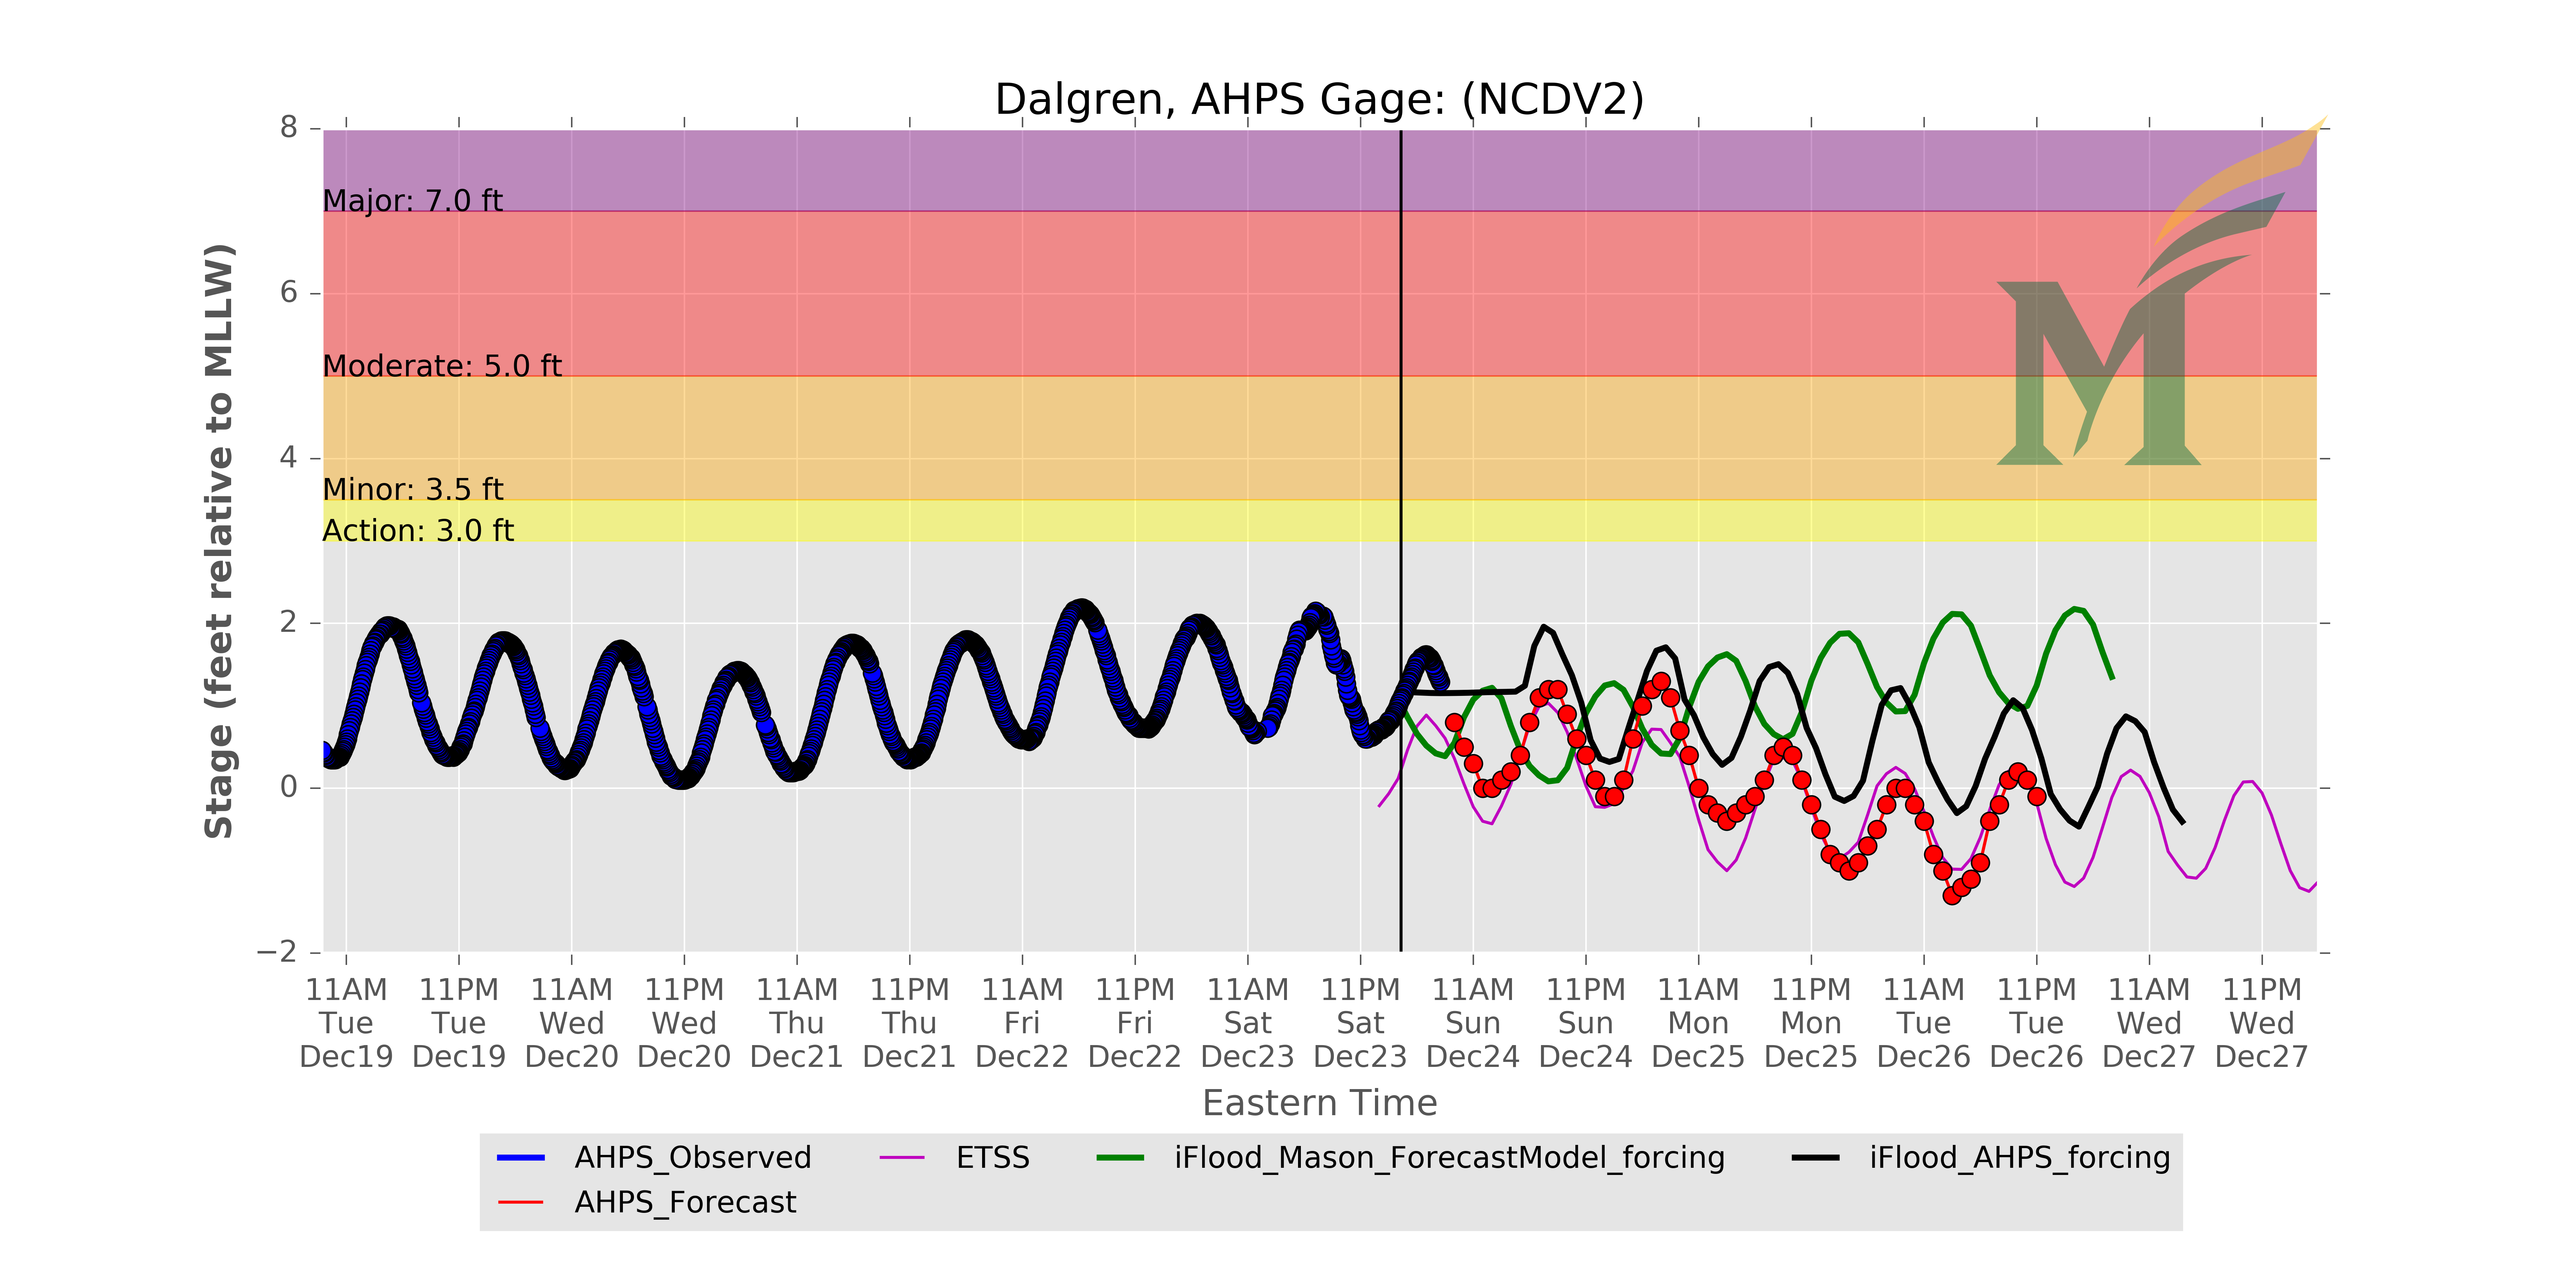 Dalgren, AHPS Gage: (NCDV2)
8
6
4
2
0
−2
Stage (feet relative to MLLW)
Major: 7.0 ft
Moderate: 5.0 ft
Minor: 3.5 ft
Action: 3.0 ft
M
11AM 11PM 11AM 11PM 11AM 11PM 11AM 11PM 11AM 11PM 11AM 11PM 11AM 11PM 11AM 11PM 11AM 11PM
Tue Tue Wed Wed Thu Thu Fri Fri Sat Sat Sun Sun Mon Mon Tue Tue Wed Wed
Dec19 Dec19 Dec20 Dec20 Dec21 Dec21 Dec22 Dec22 Dec23 Dec23 Dec24 Dec24 Dec25 Dec25 Dec26 Dec26 Dec27 Dec27
Eastern Time
AHPS_Observed ETSS iFlood_Mason_ForecastModel_forcing iFlood_AHPS_forcing
AHPS_Forecast